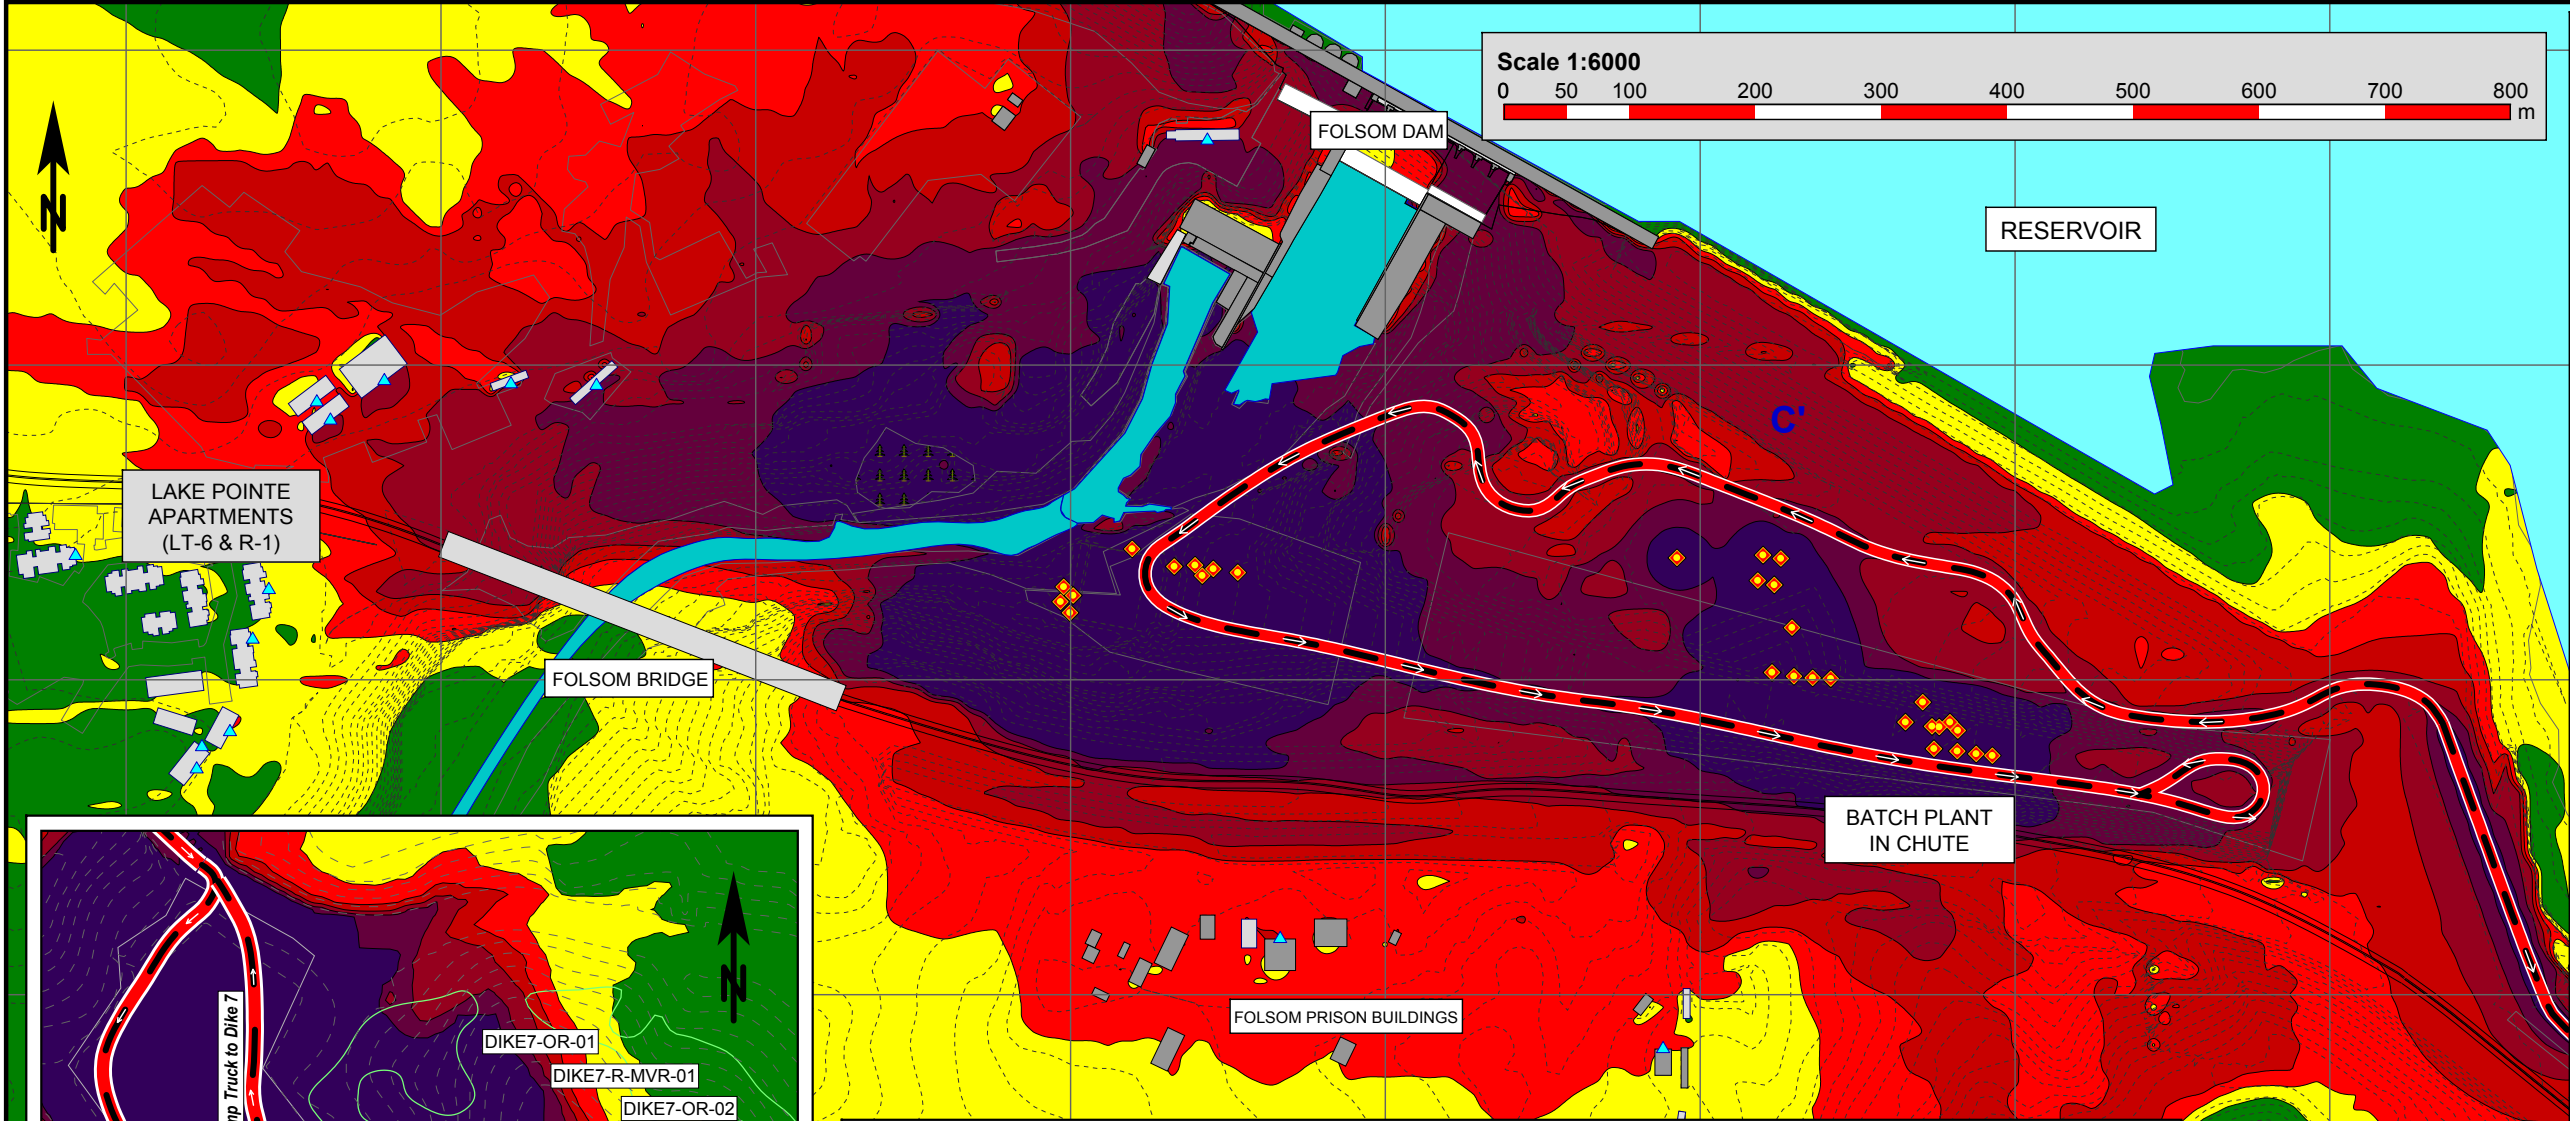 Scale 1:6000
0 50 100 200 300 400 500 600 700 800
m
FOLSOM DAM
RESERVOIR
N
C'
LAKE POINTE
APARTMENTS
(LT-6 & R-1)
FOLSOM BRIDGE
BATCH PLANT
IN CHUTE
FOLSOM PRISON BUILDINGS
N
mp Truck to Dike 7
DIKE7-OR-01
DIKE7-R-MVR-01
DIKE7-OR-02